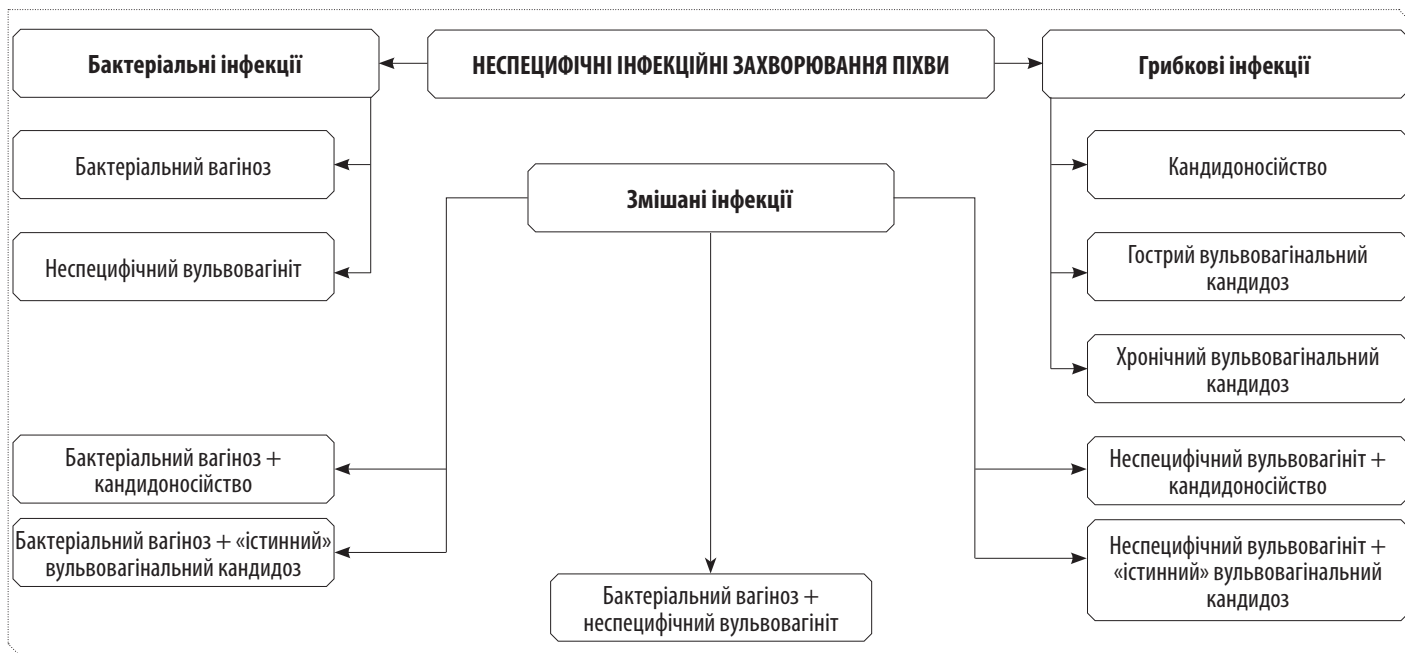 Бактеріальні інфекції
НЕСПЕЦИФІЧНІ ІНФЕКЦІЙНІ ЗАХВОРЮВАННЯ ПІХВИ
Грибкові інфекції
Бактеріальний вагіноз
Кандидоносійство
Змішані інфекції
Неспецифічний вульвовагініт
Гострий вульвовагінальний
кандидоз
Хронічний вульвовагінальний
кандидоз
Бактеріальний вагіноз +
кандидоносійство
Неспецифічний вульвовагініт +
кандидоносійство
Бактеріальний вагіноз + «істинний»
вульвовагінальний кандидоз
Неспецифічний вульвовагініт +
«істинний» вульвовагінальний
кандидоз
Бактеріальний вагіноз +
неспецифічний вульвовагініт